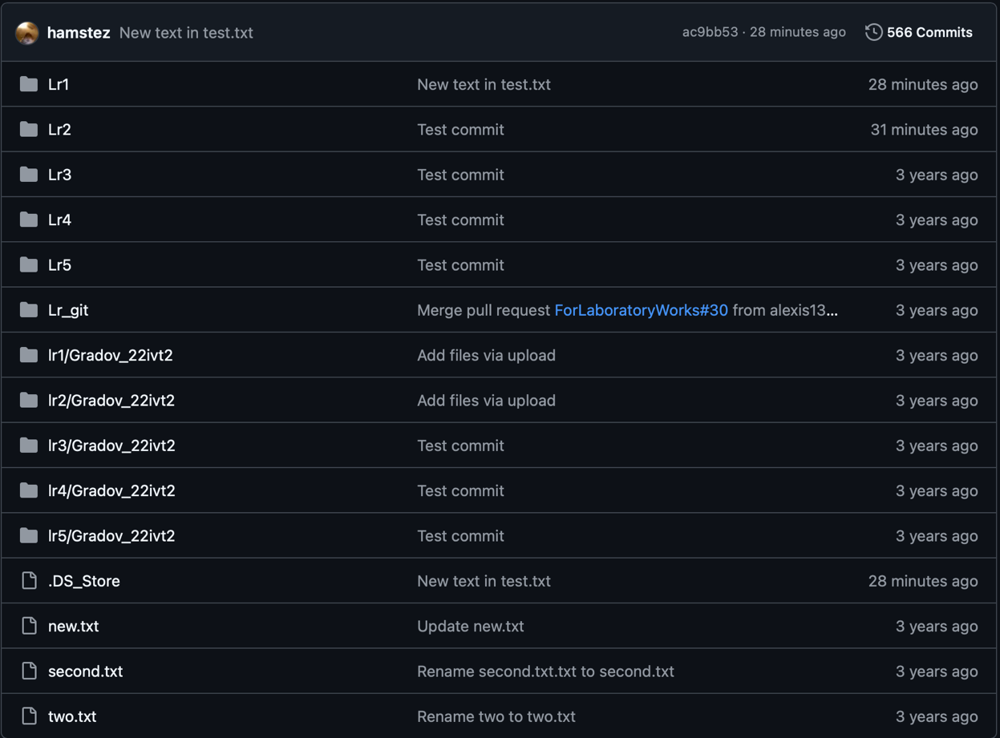 hamstez New text in test.txt ac9bb53 · 28 minutes ago 566 Commits
Lr1 New text in test.txt 28 minutes ago
Lr2 Test commit 31 minutes ago
Lr3 Test commit 3 years ago
Lr4 Test commit 3 years ago
Lr5 Test commit 3 years ago
Lr_git Merge pull request ForLaboratoryWorks#30 from alexis13... 3 years ago
lr1/Gradov_22ivt2 Add files via upload 3 years ago
lr2/Gradov_22ivt2 Add files via upload 3 years ago
lr3/Gradov_22ivt2 Test commit 3 years ago
lr4/Gradov_22ivt2 Test commit 3 years ago
lr5/Gradov_22ivt2 Test commit 3 years ago
.DS_Store New text in test.txt 28 minutes ago
new.txt Update new.txt 3 years ago
second.txt Rename second.txt.txt to second.txt 3 years ago
two.txt Rename two to two.txt 3 years ago